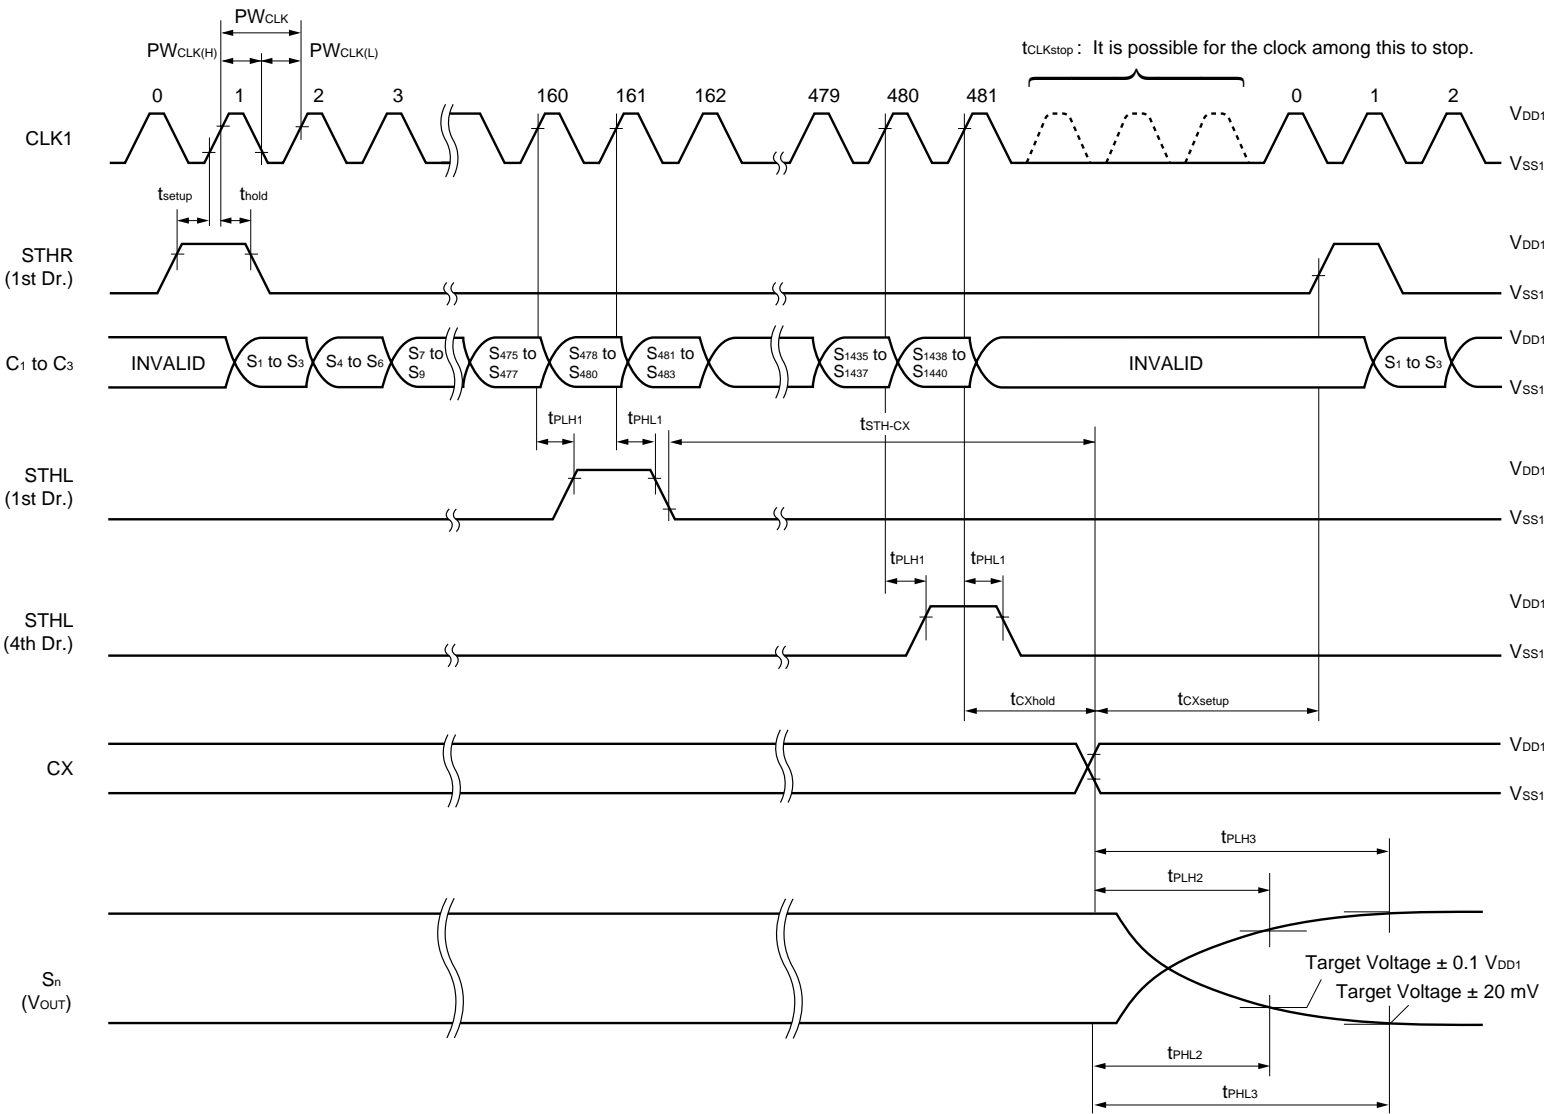 PWCLK
PWCLK(H) PWCLK(L)
tCLKstop : It is possible for the clock among this to stop.
0 1 2 3 160 161 162 479 480 481 0 1 2
CLK1 VDD1
VSS1
tsetup thold
STHR
(1st Dr.)
VDD1
VSS1
C1 to C3
INVALID
S1 to S3
S4 to S6
S7 to
S9
S475 to
S477
S478 to
S480
S481 to
S483
S1435 to
S1437
S1438 to
S1440
INVALID
S1 to S3
VDD1
VSS1
tPLH1 tPHL1 tSTH-CX
STHL
(1st Dr.)
VDD1
VSS1
tPLH1 tPHL1
STHL
(4th Dr.)
VDD1
VSS1
tCXhold tCXsetup
CX
VDD1
VSS1
tPLH3
tPLH2
Sn
(VOUT)
Target Voltage ± 0.1 VDD1
Target Voltage ± 20 mV
tPHL2
tPHL3